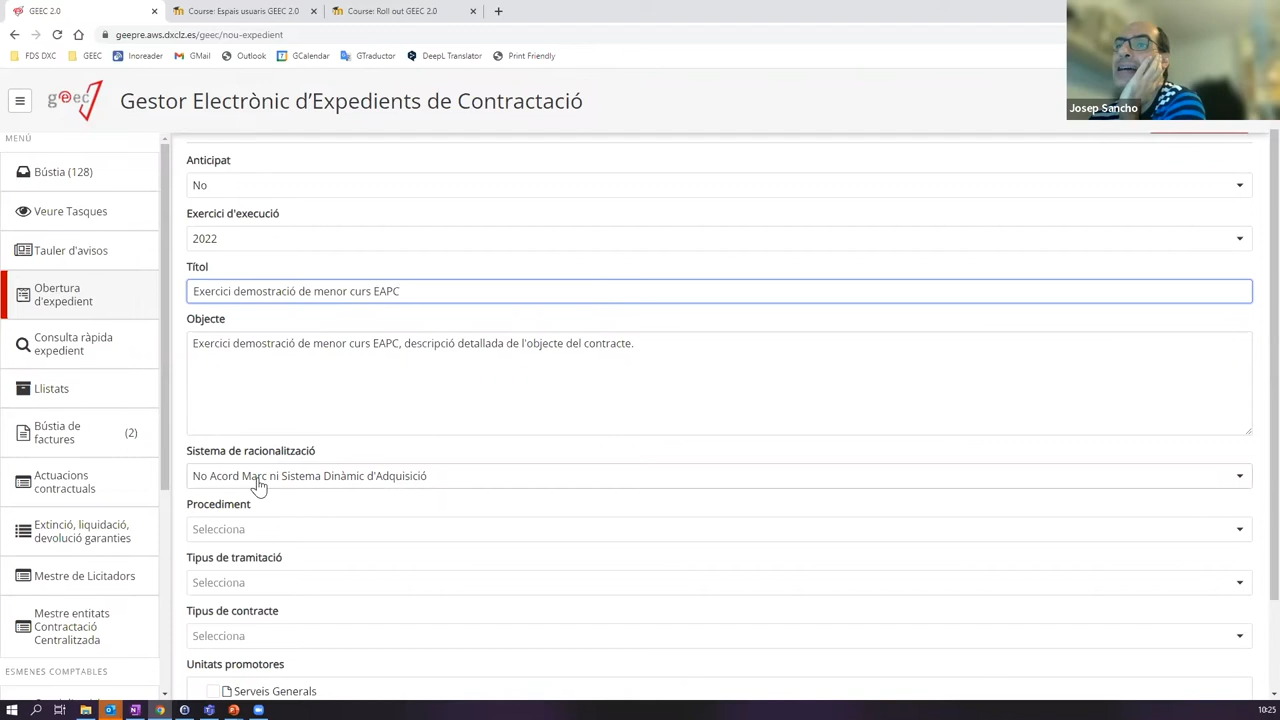 GEEC 2.0
Course: Espais usuaris GEEC 2.0
Course: Roll out GEEC 2.0
geepre.aws.dxclz.es/geec/nou-expedient
FDS DXC
GEEC
Inoreader
GMail
Outlook
GCalendar
GTraductor
DeepL Translator
Print Friendly
Josep Sancho
geec
Gestor Electrònic d'Expedients de Contractació
MENÚ
Bústia (128)
Veure Tasques
Tauler d'avisos
Obertura
d'expedient
Consulta ràpida
expedient
Llistats
Bústia de
factures
(2)
Actuacions
contractuals
Extinció, liquidació,
devolució garanties
Mestre de Licitadors
Mestre entitats
Contractació
Centralitzada
ESMENES COMPTABLES
Anticipat
No
Exercici d'execució
2022
Títol
Exercici demostració de menor curs EAPC
Objecte
Exercici demostració de menor curs EAPC, descripció detallada de l'objecte del contracte.
Sistema de racionalització
No Acord Marc ni Sistema Dinàmic d'Adquisició
Procediment
Selecciona
Tipus de tramitació
Selecciona
Tipus de contracte
Selecciona
Unitats promotores
Serveis Generals
10:25